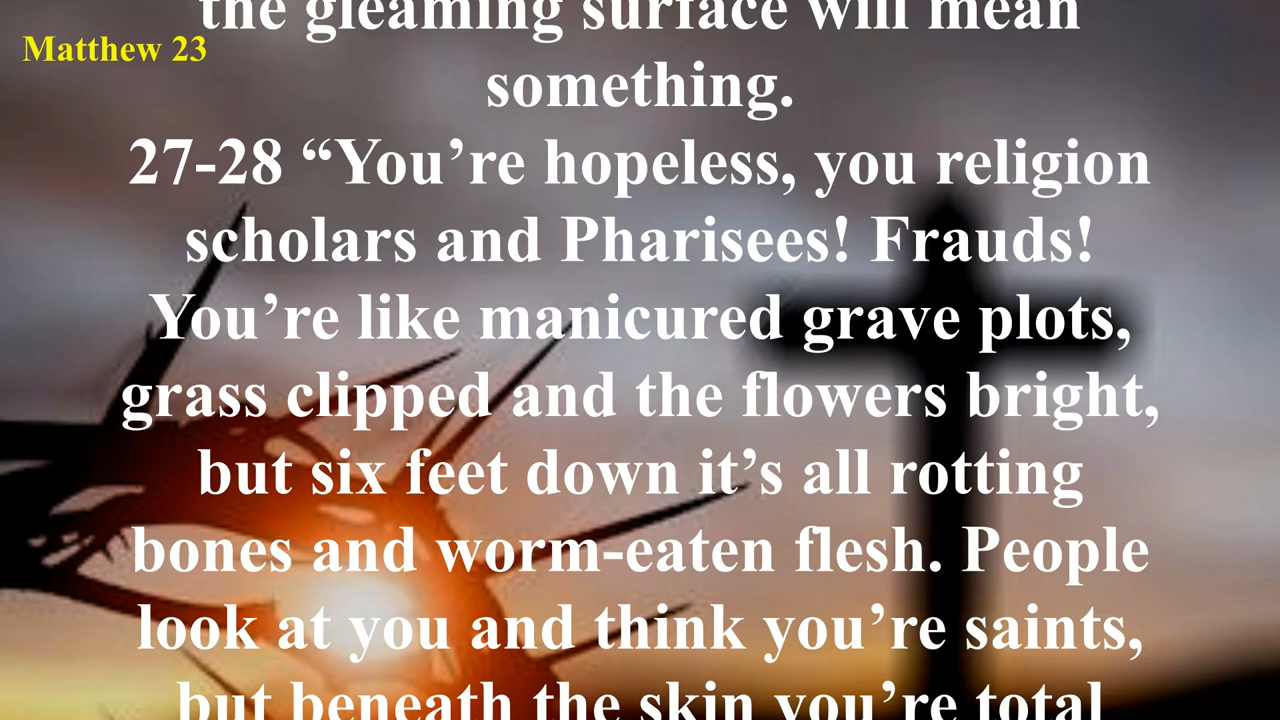 the gleaming surface will mean
Matthew 23
something.
27-28 “You’re hopeless, you religion
scholars and Pharisees! Frauds!
You’re like manicured grave plots,
grass clipped and the flowers bright,
but six feet down it’s all rotting
bones and worm-eaten flesh. People
look at you and think you’re saints,
but beneath the skin you’re total